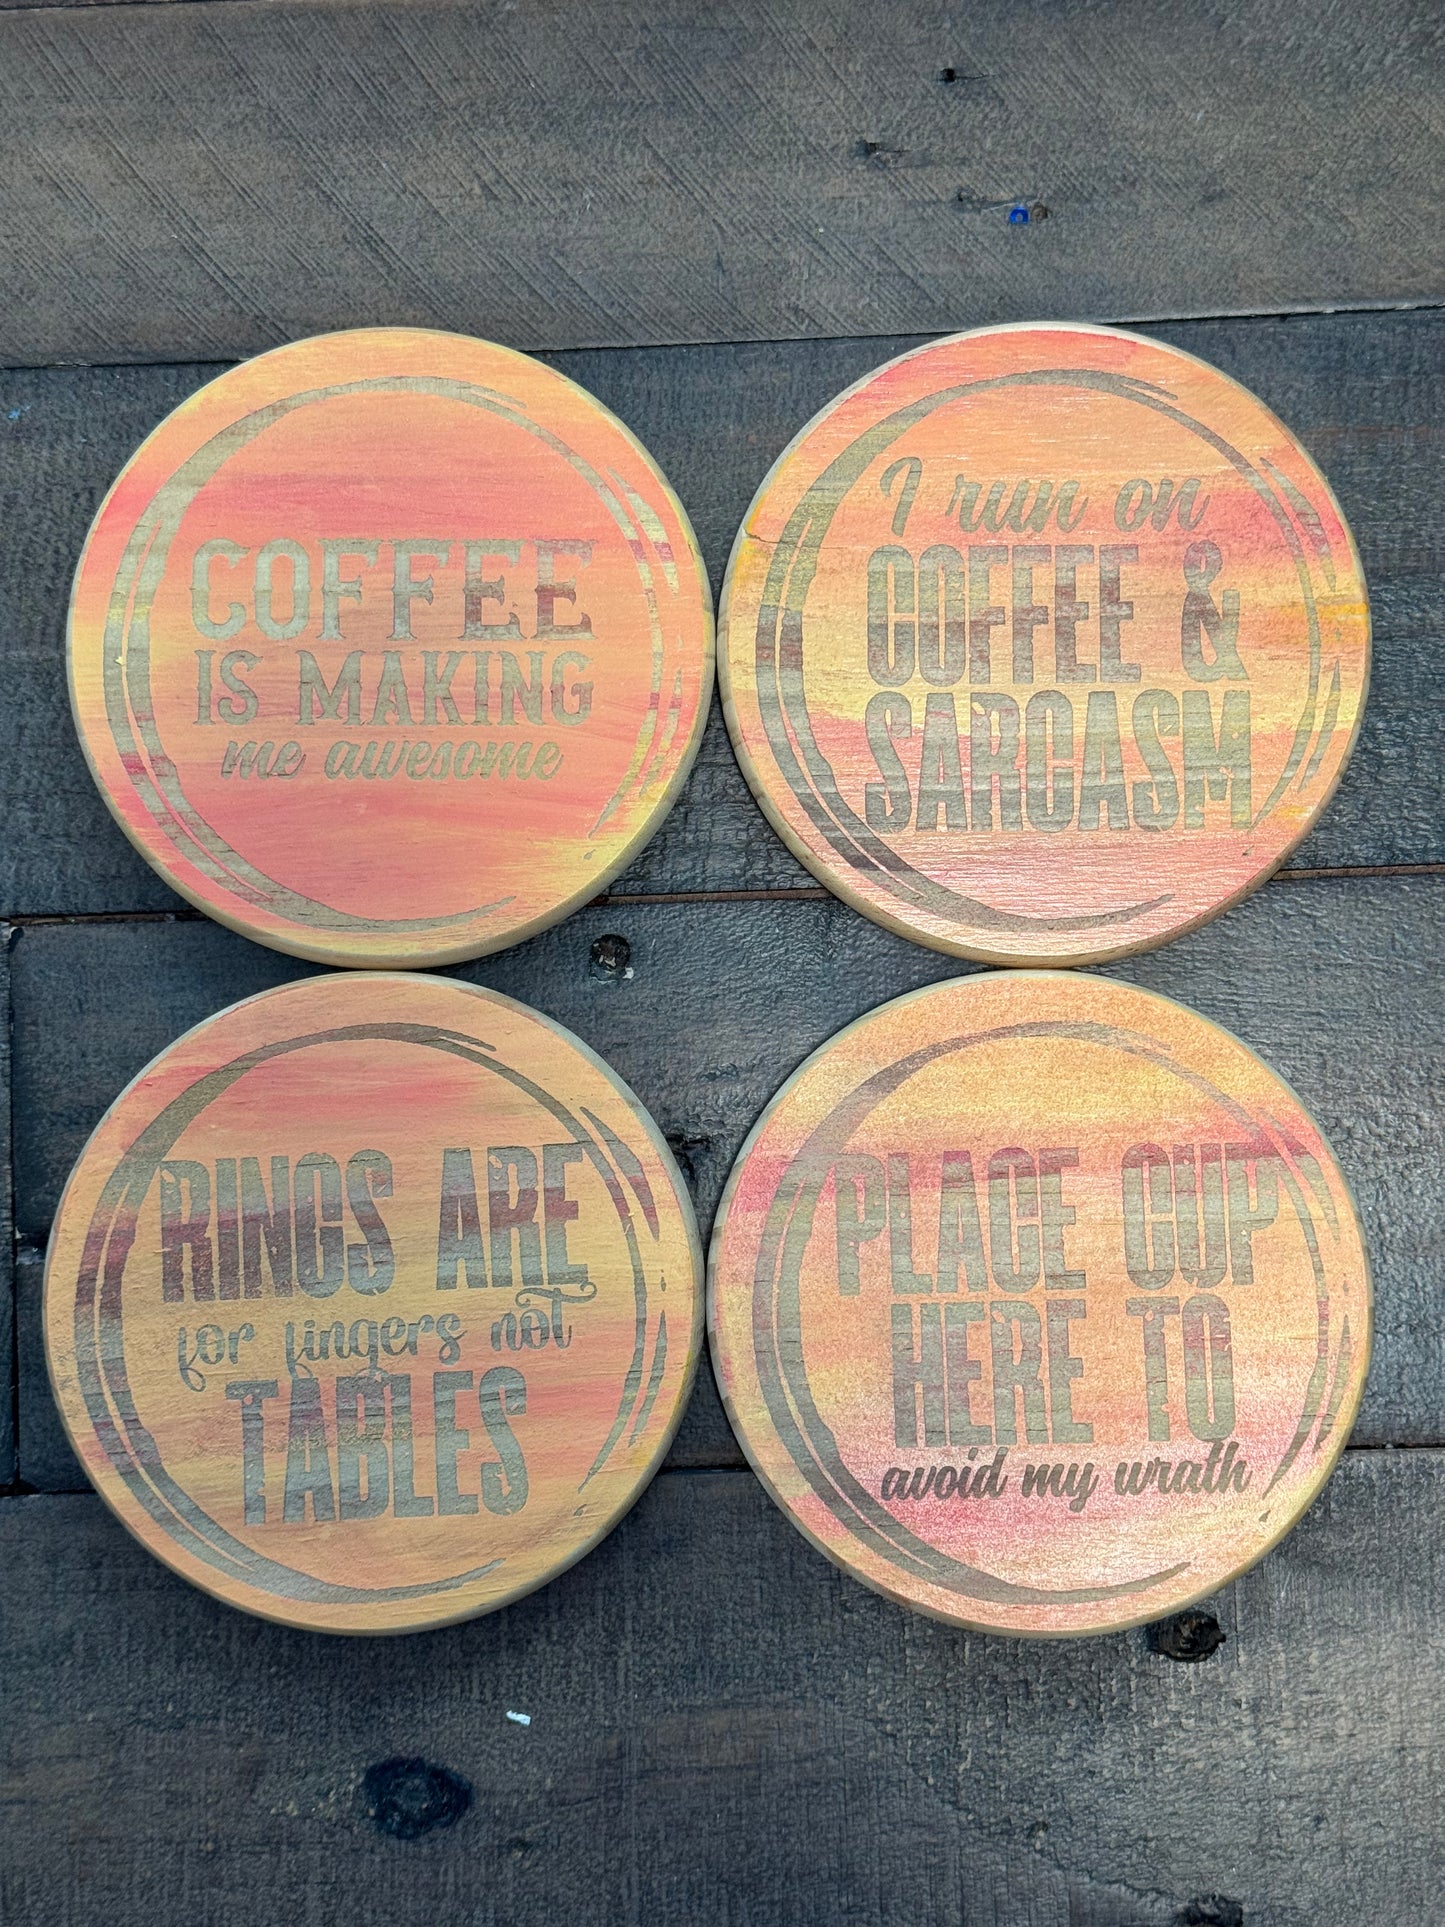 COFFEE
IS MAKING
me awesome
I run on
COFFEE &
SARCASM
RINGS ARE
for fingers not
TABLES
PLACE CUP
HERE TO
avoid my wrath